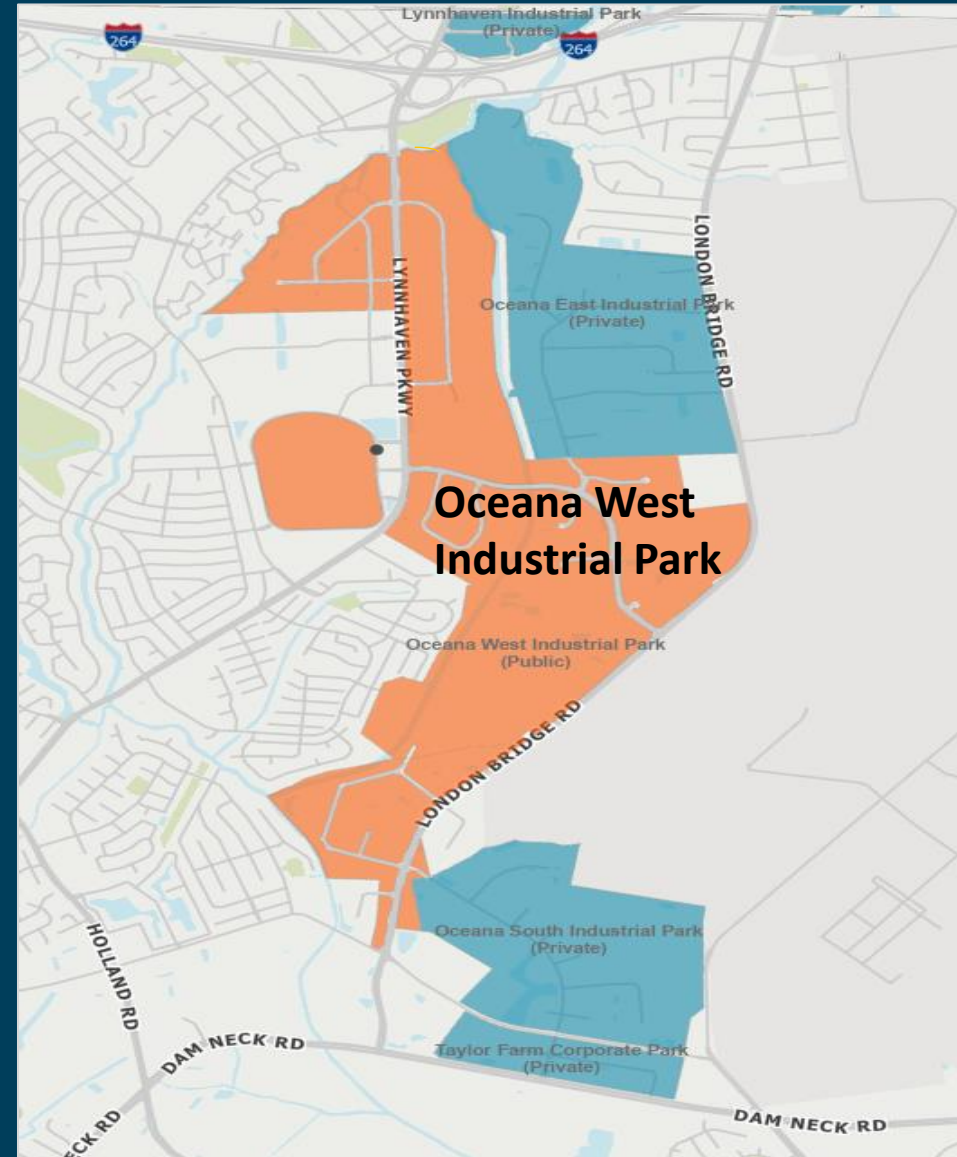 Lynnhaven Industrial Park
(Private)
264
264
LONDON BRIDGE RD
LYNNHAVEN PKWY
Oceana East Industrial Park
(Private)
Oceana West
Industrial Park
Oceana West Industrial Park
(Public)
LONDON BRIDGE RD
Oceana South Industrial Park
(Private)
HOLLAND RD
DAM NECK RD
Taylor Farm Corporate Park
(Private)
DAM NECK RD
ECK RD